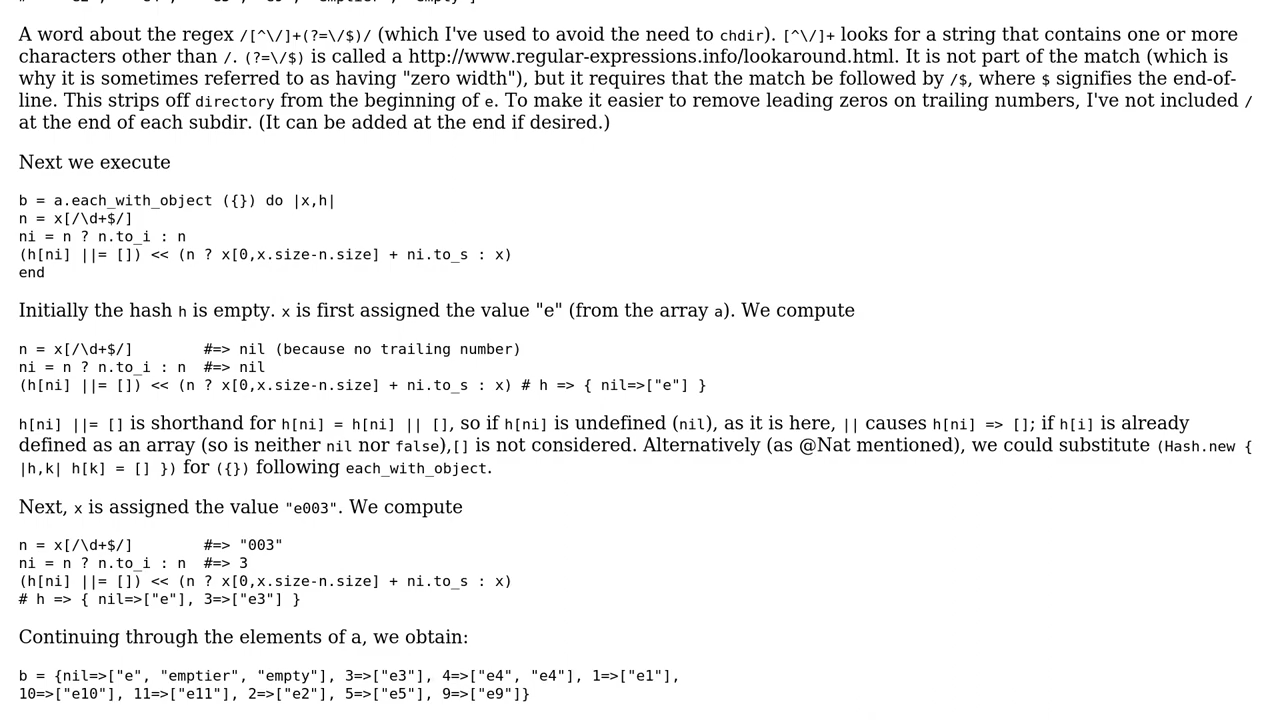 A word about the regex /[^\/]+(?=\/$)/ (which I've used to avoid the need to chdir). [^\/]+ looks for a string that contains one or more
characters other than /. (?=\/$) is called a http://www.regular-expressions.info/lookaround.html. It is not part of the match (which is
why it is sometimes referred to as having "zero width"), but it requires that the match be followed by /$, where $ signifies the end-of-
line. This strips off directory from the beginning of e. To make it easier to remove leading zeros on trailing numbers, I've not included /
at the end of each subdir. (It can be added at the end if desired.)
Next we execute
b = a.each_with_object ({}) do |x,h|
n = x[/\d+$/]
ni = n ? n.to_i : n
(h[ni] ||= []) << (n ? x[0,x.size-n.size] + ni.to_s : x)
end
Initially the hash h is empty. x is first assigned the value "e" (from the array a). We compute
n = x[/\d+$/]        #=> nil (because no trailing number)
ni = n ? n.to_i : n  #=> nil
(h[ni] ||= []) << (n ? x[0,x.size-n.size] + ni.to_s : x) # h => { nil=>["e"] }
h[ni] ||= [] is shorthand for h[ni] = h[ni] || [], so if h[ni] is undefined (nil), as it is here, || causes h[ni] => []; if h[i] is already
defined as an array (so is neither nil nor false),[] is not considered. Alternatively (as @Nat mentioned), we could substitute (Hash.new {
|h,k| h[k] = [] }) for ({}) following each_with_object.
Next, x is assigned the value "e003". We compute
n = x[/\d+$/]        #=> "003"
ni = n ? n.to_i : n  #=> 3
(h[ni] ||= []) << (n ? x[0,x.size-n.size] + ni.to_s : x)
# h => { nil=>["e"], 3=>["e3"] }
Continuing through the elements of a, we obtain:
b = {nil=>["e", "emptier", "empty"], 3=>["e3"], 4=>["e4", "e4"], 1=>["e1"],
10=>["e10"], 11=>["e11"], 2=>["e2"], 5=>["e5"], 9=>["e9"]}